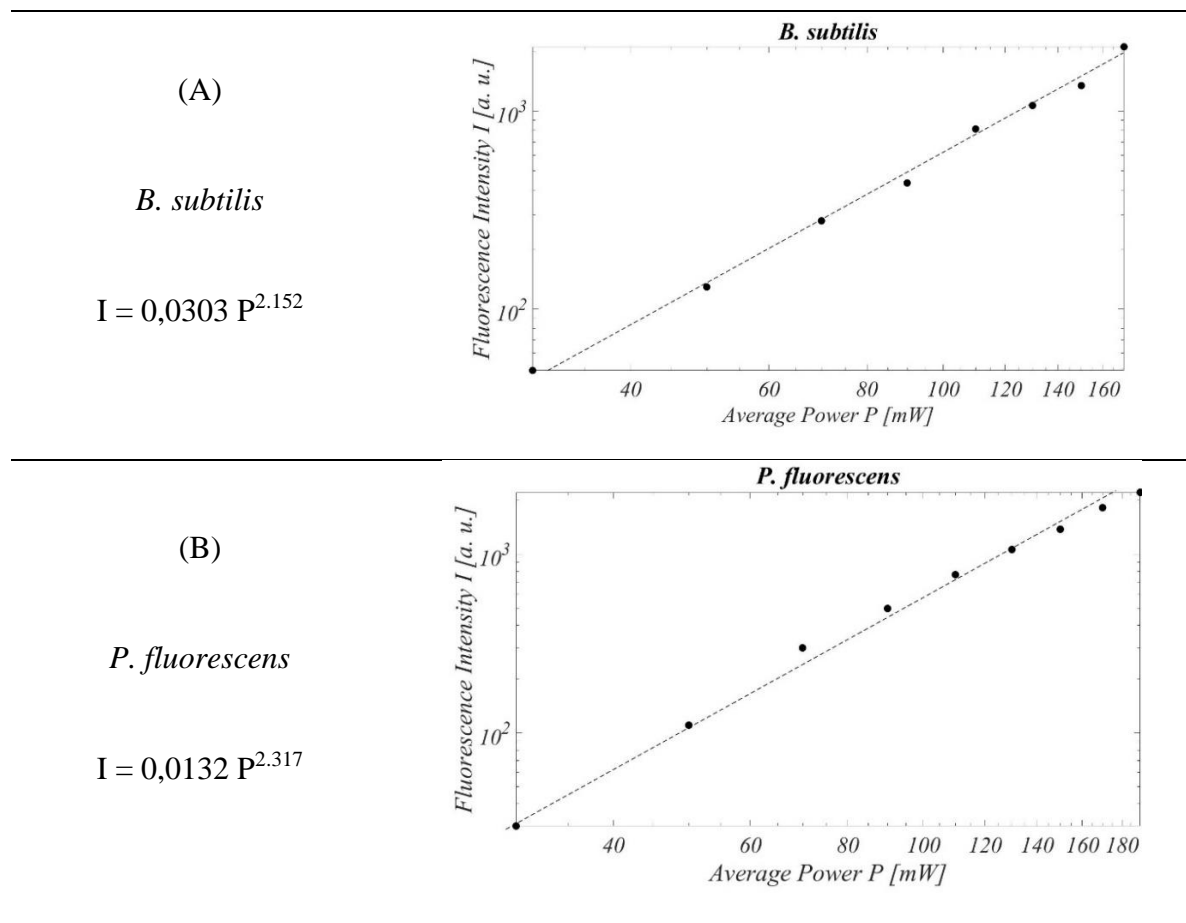 (A)
B. subtilis
I = 0,0303 P^2.152
B. subtilis
Fluorescence Intensity I [a. u.]
10^3
10^2
40 60 80 100 120 140 160
Average Power P [mW]
(B)
P. fluorescens
I = 0,0132 P^2.317
P. fluorescens
Fluorescence Intensity I [a. u.]
10^3
10^2
40 60 80 100 120 140 160 180
Average Power P [mW]